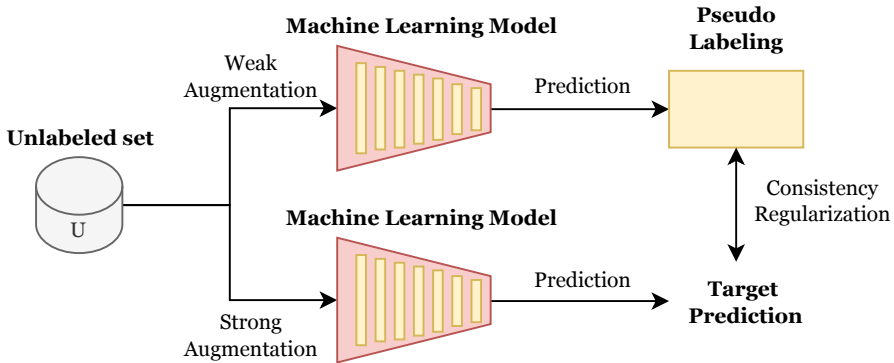 Machine Learning Model
Pseudo
Labeling
Weak
Augmentation
Prediction
Unlabeled set
U
Consistency
Regularization
Machine Learning Model
Prediction
Target
Prediction
Strong
Augmentation